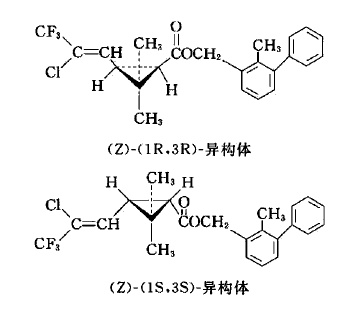 CF₃
Cl
C=CH
H
CH₃
CH₃
H
O
COCH₂
CH₃
(Z)-(1R,3R)-异构体
H
Cl
CF₃
C=CH
CH₃
CH₃
H
O
COCH₂
CH₃
(Z)-(1S,3S)-异构体